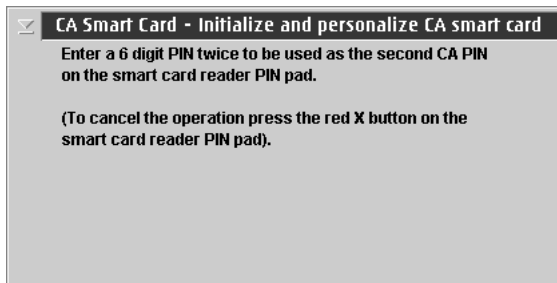 CA Smart Card - Initialize and personalize CA smart card
Enter a 6 digit PIN twice to be used as the second CA PIN
on the smart card reader PIN pad.
(To cancel the operation press the red X button on the
smart card reader PIN pad).